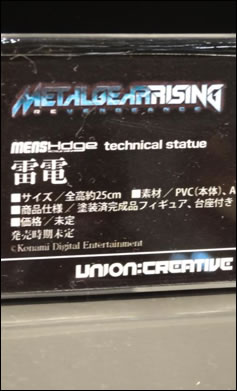 METALGEAR RISING
REVENGEANCE
MENS Hdge technical statue
雷電
■サイズ／全高約25cm ■素材／PVC(本体)、A
■商品仕様／塗装済完成品フィギュア、台座付き
■価格／未定
発売時期未定
©Konami Digital Entertainment
UNION:CREATIVE